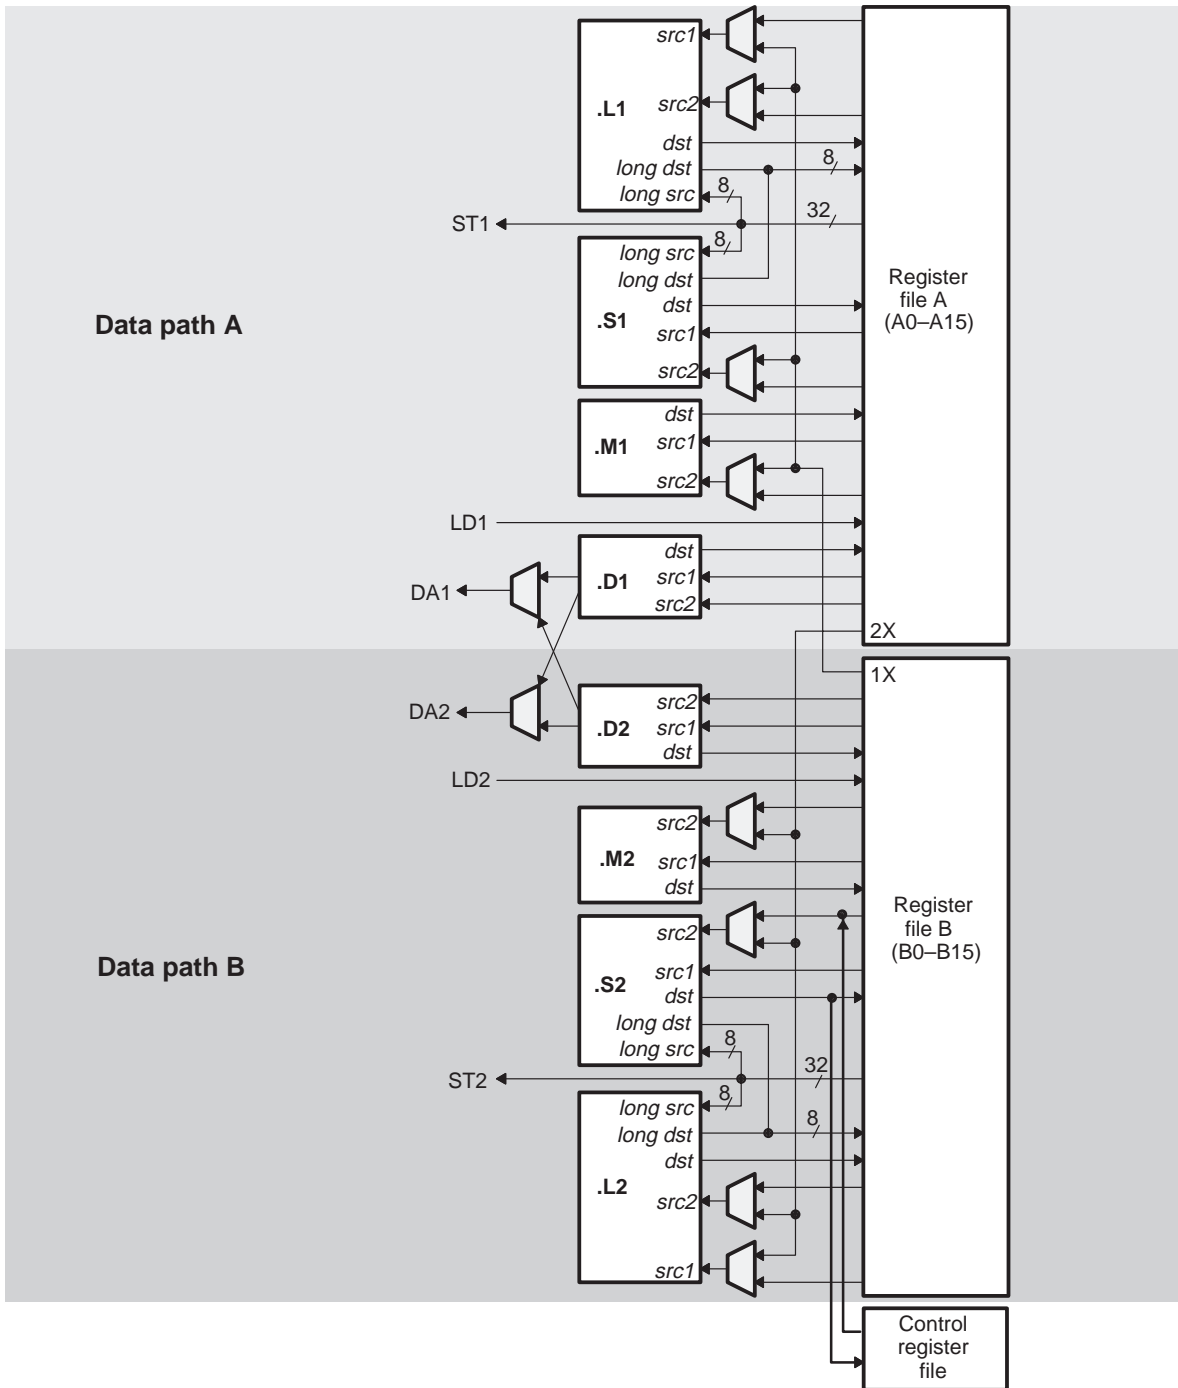 src1
.L1
src2
dst
long dst
8
long src
8
ST1
32
long src
8
long dst
dst
.S1
src1
src2
Register
file A
(A0–A15)
Data path A
dst
.M1
src1
src2
LD1
dst
.D1
src1
src2
DA1
2X
1X
DA2
src2
.D2
src1
dst
LD2
src2
.M2
src1
dst
Register
file B
(B0–B15)
Data path B
src2
.S2
src1
dst
long dst
long src
8
ST2
32
long src
8
long dst
8
dst
.L2
src2
src1
Control
register
file